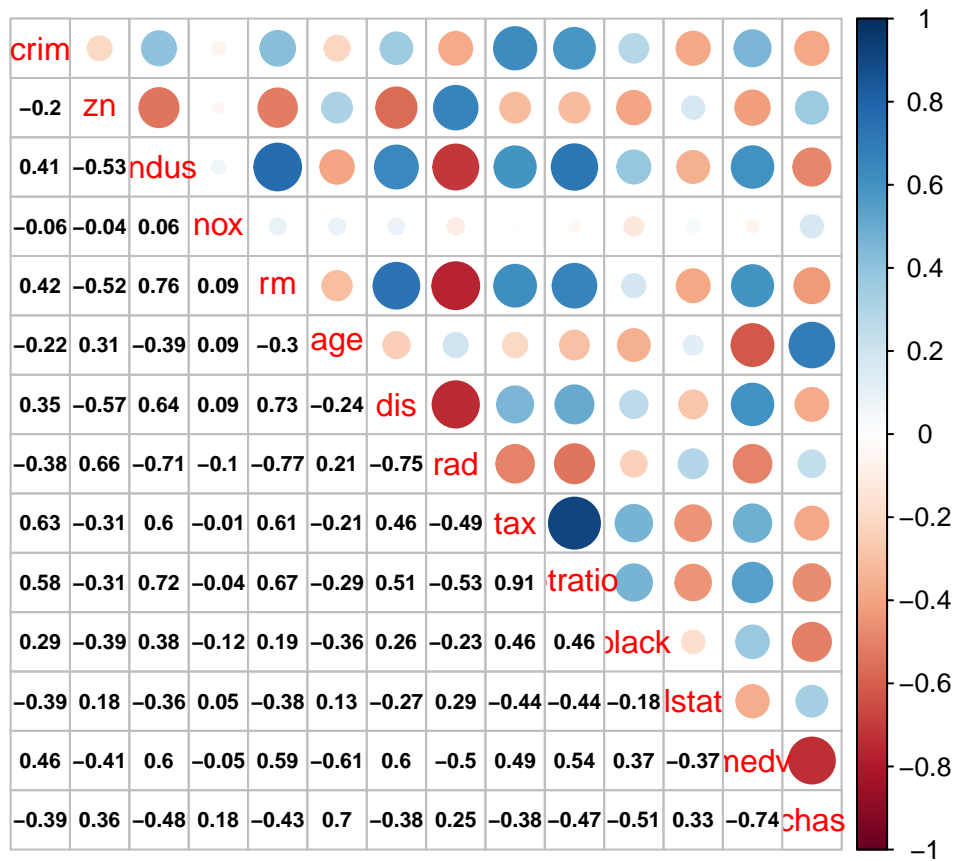 crim
−0.2 zn
0.41 −0.53 ndus
−0.06 −0.04 0.06 nox
0.42 −0.52 0.76 0.09 rm
−0.22 0.31 −0.39 0.09 −0.3 age
0.35 −0.57 0.64 0.09 0.73 −0.24 dis
−0.38 0.66 −0.71 −0.1 −0.77 0.21 −0.75 rad
0.63 −0.31 0.6 −0.01 0.61 −0.21 0.46 −0.49 tax
0.58 −0.31 0.72 −0.04 0.67 −0.29 0.51 −0.53 0.91 tratio
0.29 −0.39 0.38 −0.12 0.19 −0.36 0.26 −0.23 0.46 0.46 black
−0.39 0.18 −0.36 0.05 −0.38 0.13 −0.27 0.29 −0.44 −0.44 −0.18 lstat
0.46 −0.41 0.6 −0.05 0.59 −0.61 0.6 −0.5 0.49 0.54 0.37 −0.37 medv
−0.39 0.36 −0.48 0.18 −0.43 0.7 −0.38 0.25 −0.38 −0.47 −0.51 0.33 −0.74 chas
1
0.8
0.6
0.4
0.2
0
−0.2
−0.4
−0.6
−0.8
−1